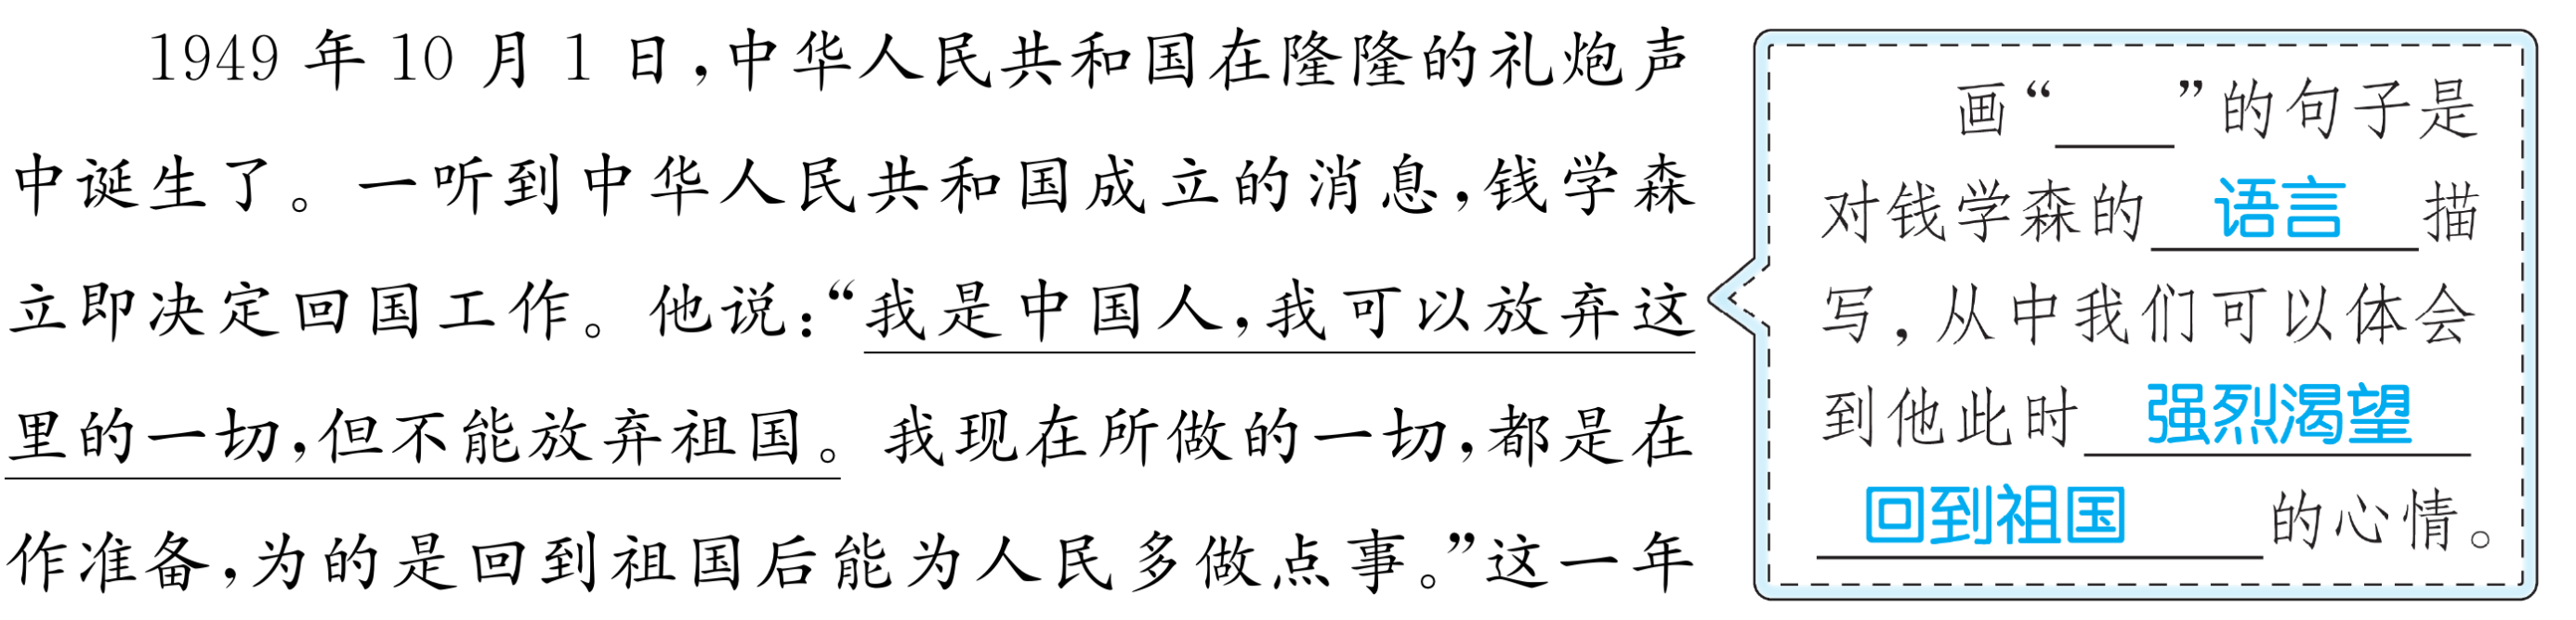 1949 年 10 月 1 日,中华人民共和国在隆隆的礼炮声
中诞生了。一听到中华人民共和国成立的消息,钱学森
立即决定回国工作。他说:“我是中国人,我可以放弃这
里的一切,但不能放弃祖国。我现在所做的一切,都是在
作准备,为的是回到祖国后能为人民多做点事。”这一年
画“____”的句子是
对钱学森的 语言 描
写,从中我们可以体会
到他此时 强烈渴望
回到祖国 的心情。